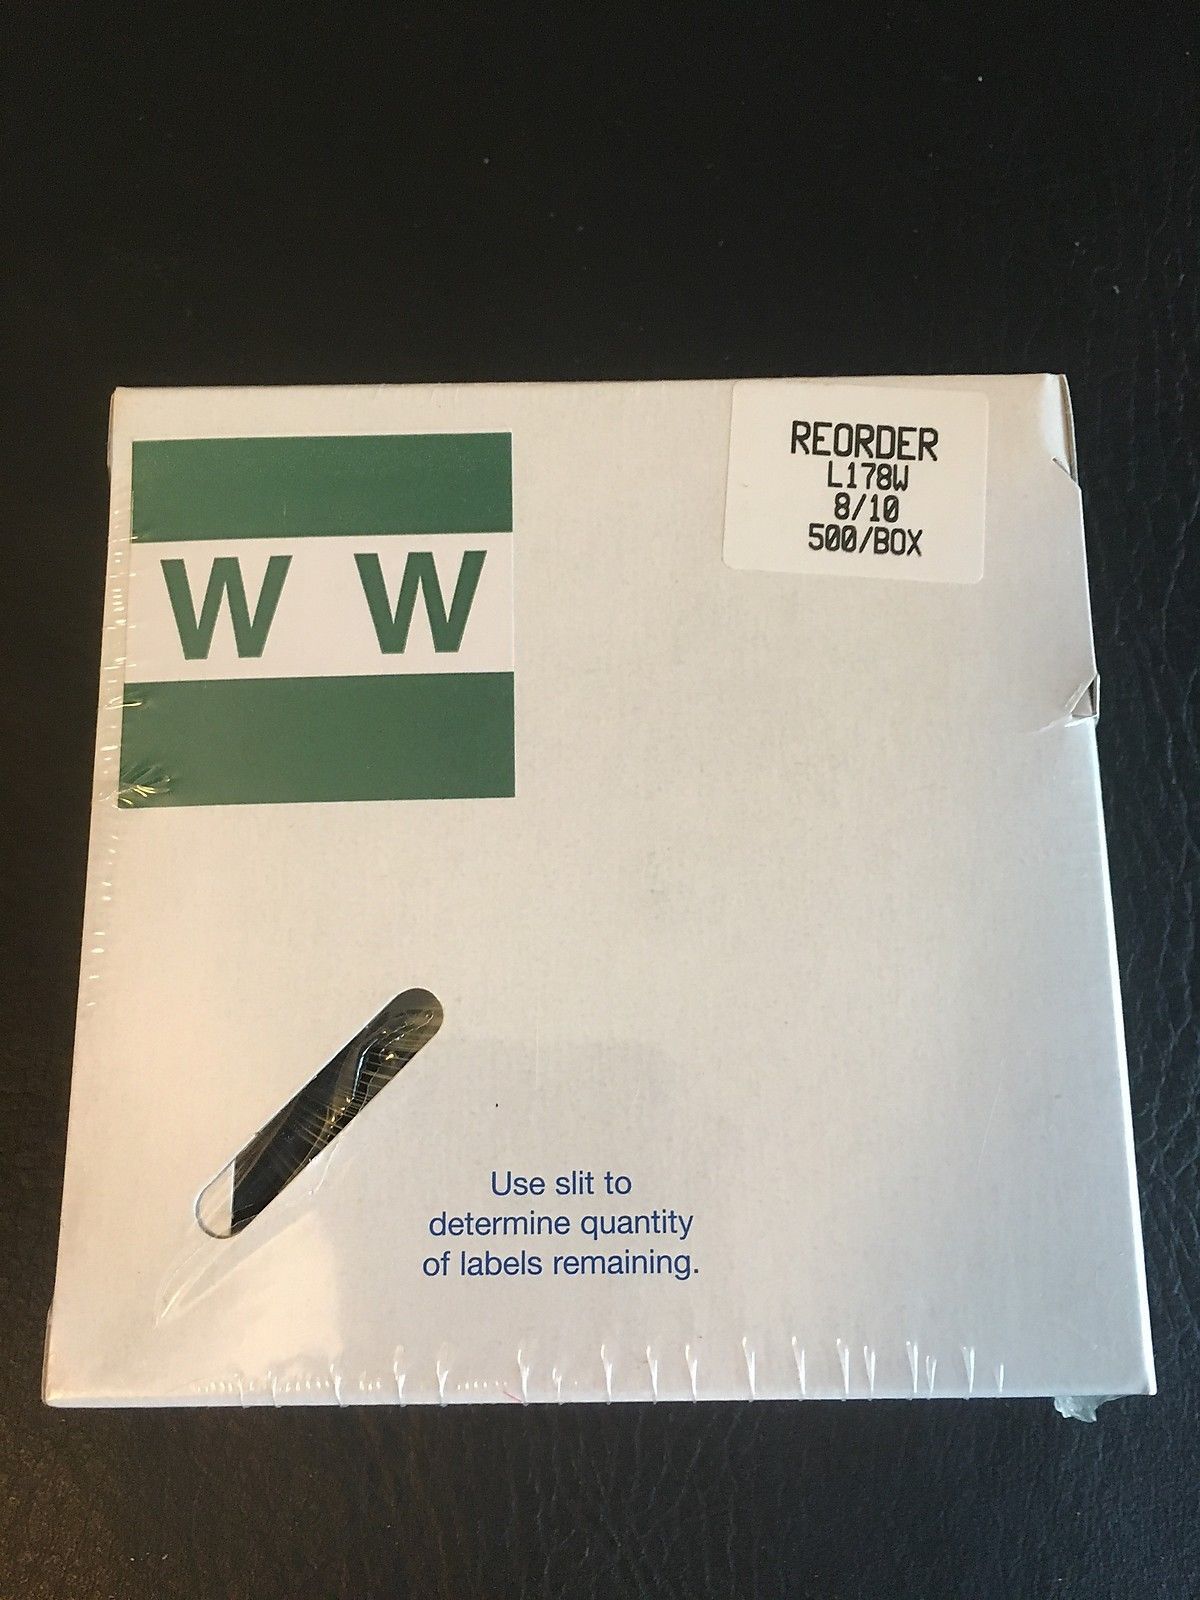 W W
REORDER
L178W
8/10
500/BOX
Use slit to
determine quantity
of labels remaining.